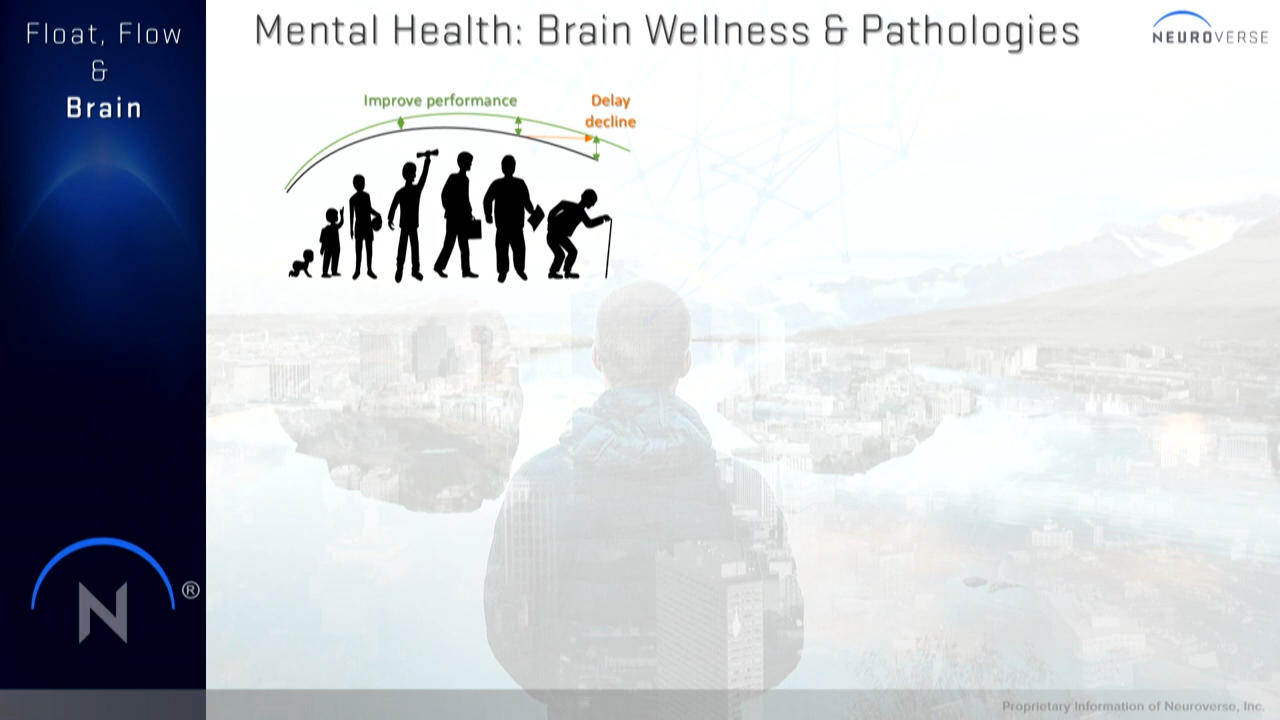 Float, Flow
&
Brain
Mental Health: Brain Wellness & Pathologies
NEUROVERSE
Improve performance
Delay
decline
N
®
Proprietary Information of Neuroverse, Inc.